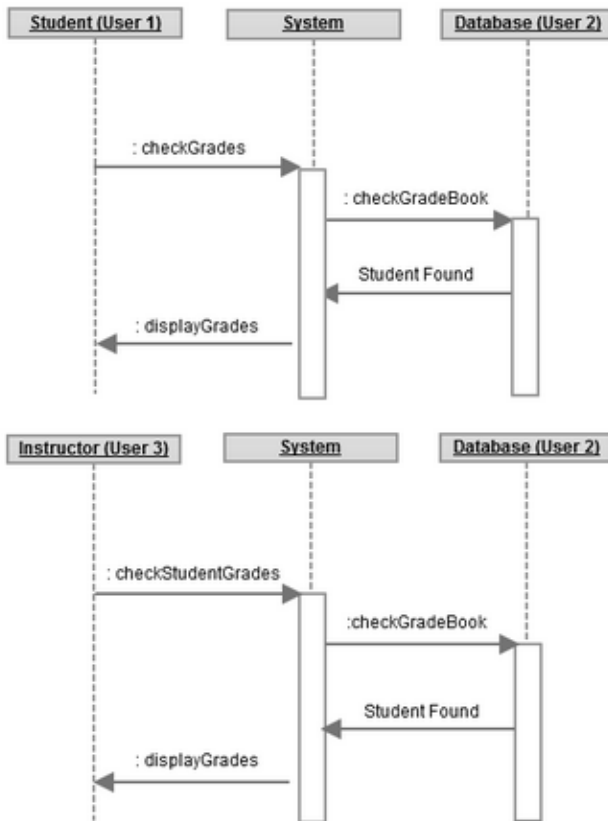 Student (User 1) System Database (User 2)
: checkGrades
: checkGradeBook
Student Found
: displayGrades
Instructor (User 3) System Database (User 2)
: checkStudentGrades
:checkGradeBook
Student Found
: displayGrades